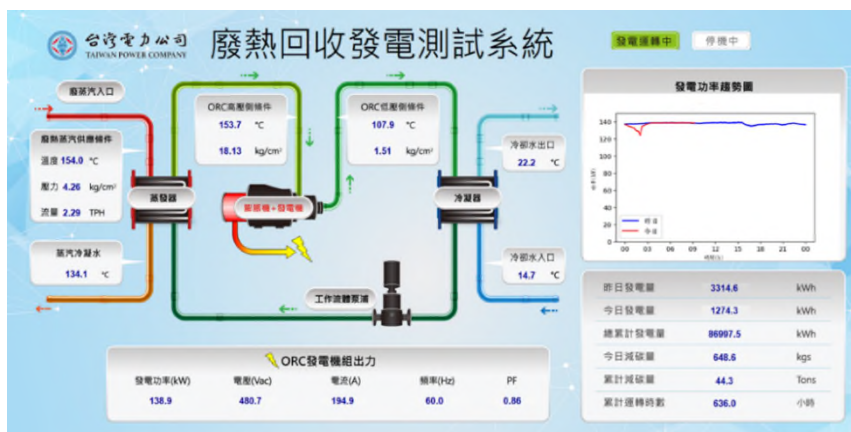 台灣電力公司
TAIWAN POWER COMPANY
廢熱回收發電測試系統
發電運轉中
停機中
廢蒸汽入口
廢熱蒸汽供應條件
溫度 154.0 ℃
壓力 4.26 kg/cm²
流量 2.29 TPH
蒸汽冷凝水
134.1 ℃
蒸發器
ORC高壓側條件
153.7 ℃
18.13 kg/cm²
膨脹機+發電機
ORC低壓側條件
107.9 ℃
1.51 kg/cm²
冷凝器
冷卻水出口
22.2 ℃
冷卻水入口
14.7 ℃
工作流體泵浦
ORC發電機組出力
發電功率(kW) 電壓(Vac) 電流(A) 頻率(Hz) PF
138.9 480.7 194.9 60.0 0.86
發電功率趨勢圖
140
120
100
80
60
40
20
0
昨日
今日
00 03 06 09 12 15 18 21 00
昨日發電量 3314.6 kWh
今日發電量 1274.3 kWh
總累計發電量 86997.5 kWh
今日減碳量 648.6 kgs
累計減碳量 44.3 Tons
累計運轉時數 636.0 小時